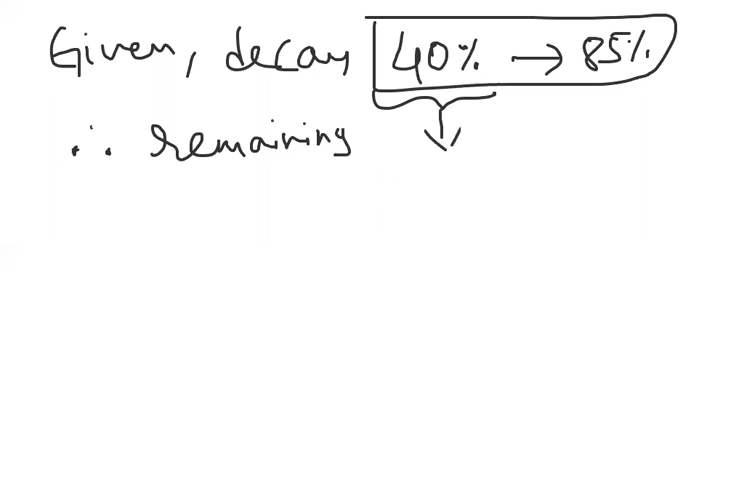 Given, decay 40% → 85%
∴ remaining